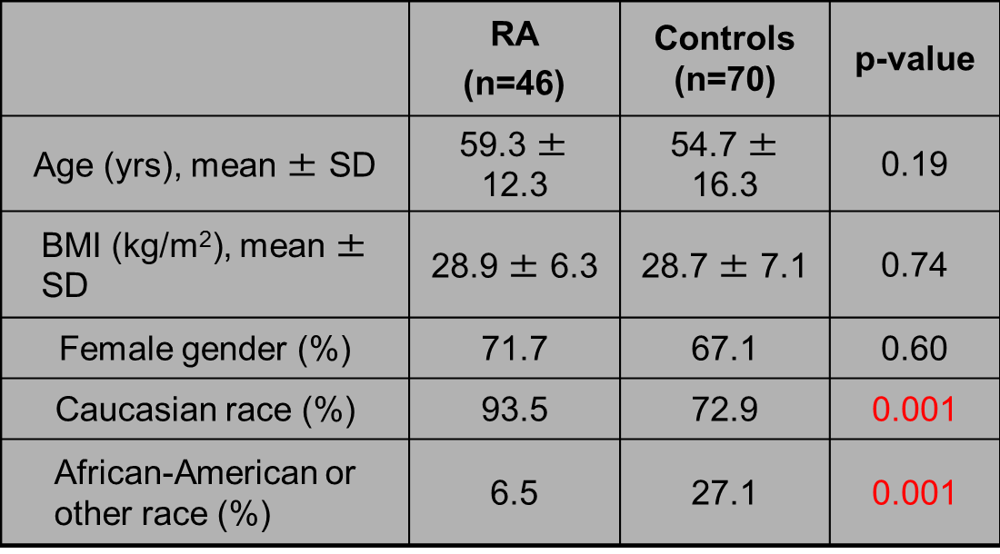 RA
(n=46)
Controls
(n=70)
p-value
Age (yrs), mean ± SD
59.3 ±
12.3
54.7 ±
16.3
0.19
BMI (kg/m²), mean ±
SD
28.9 ± 6.3
28.7 ± 7.1
0.74
Female gender (%)
71.7
67.1
0.60
Caucasian race (%)
93.5
72.9
0.001
African-American or
other race (%)
6.5
27.1
0.001